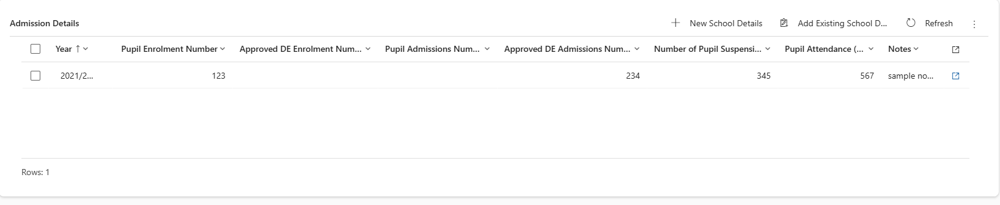 Admission Details
New School Details
Add Existing School D...
Refresh
Year
Pupil Enrolment Number
Approved DE Enrolment Num...
Pupil Admissions Num...
Approved DE Admissions Num...
Number of Pupil Suspensi...
Pupil Attendance (...
Notes
2021/2...
123
234
345
567
sample no...
Rows: 1